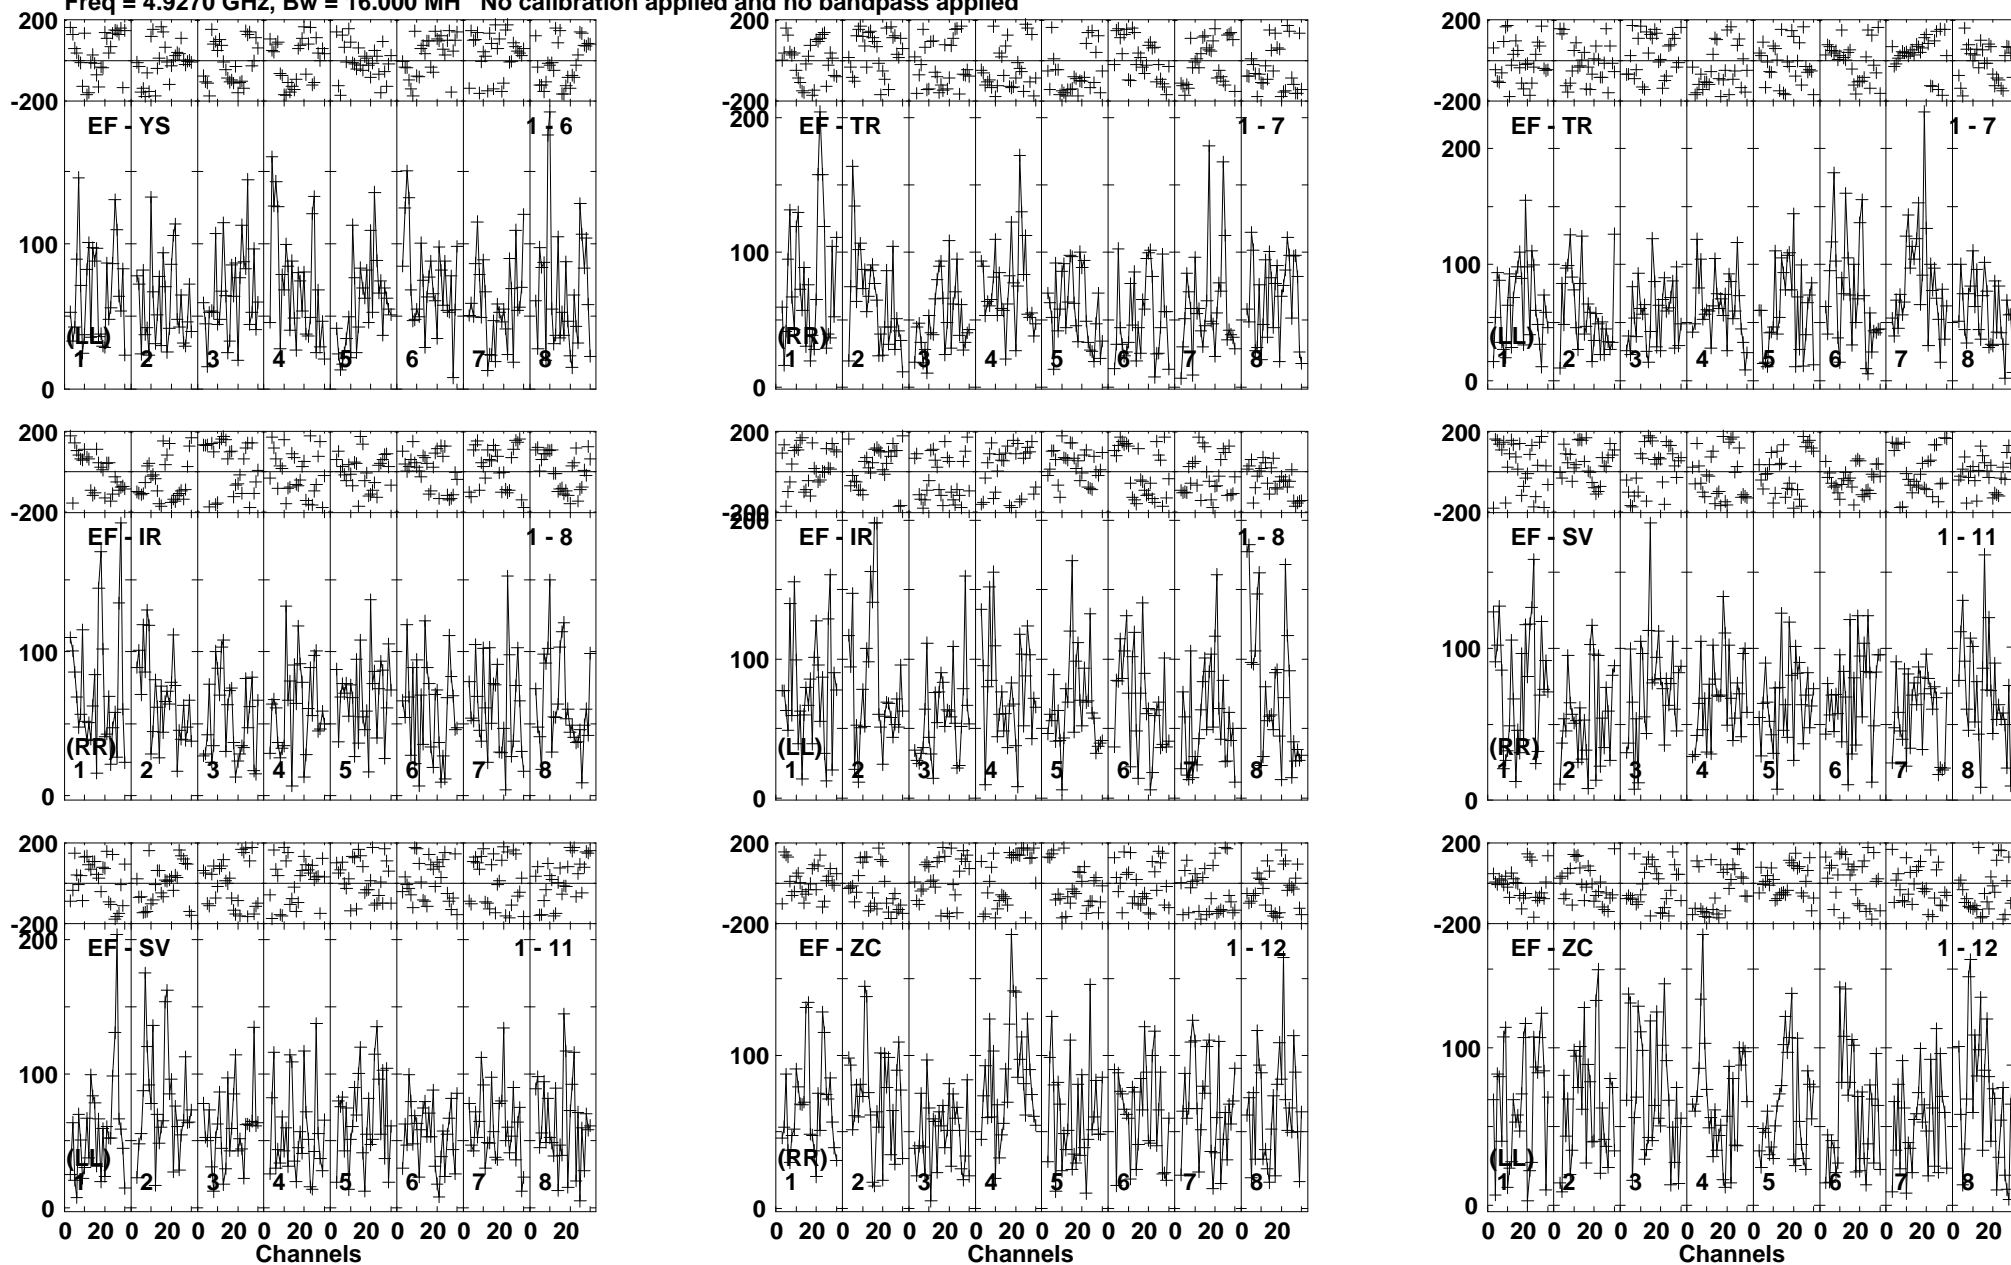 Freq = 4.9270 GHz, Bw = 16.000 MH No calibration applied and no bandpass applied
200 200 200
-200 -200 -200
EF - YS 1 - 6 EF - TR 1 - 7 EF - TR 1 - 7
200 200
100 100 100
(LL) (RR) (LL)
1 2 3 4 5 6 7 8 1 2 3 4 5 6 7 8 1 2 3 4 5 6 7 8
0 0 0
200 200 200
-200 -200 -200
200
EF - IR 1 - 8 EF - IR 1 - 8 EF - SV 1 - 11
100 100 100
(RR) (LL) (RR)
1 2 3 4 5 6 7 8 1 2 3 4 5 6 7 8 1 2 3 4 5 6 7 8
0 0 0
200 200 200
-200 -200 -200
200
EF - SV 1 - 11 EF - ZC 1 - 12 EF - ZC 1 - 12
100 100 100
(LL) (RR) (LL)
1 2 3 4 5 6 7 8 1 2 3 4 5 6 7 8 1 2 3 4 5 6 7 8
0 0 0
0 20 0 20 0 20 0 20 0 20 0 20 0 20 0 20 0 20 0 20 0 20 0 20 0 20 0 20 0 20 0 20 0 20 0 20 0 20 0 20 0 20 0 20 0 20 0 20
Channels Channels Channels